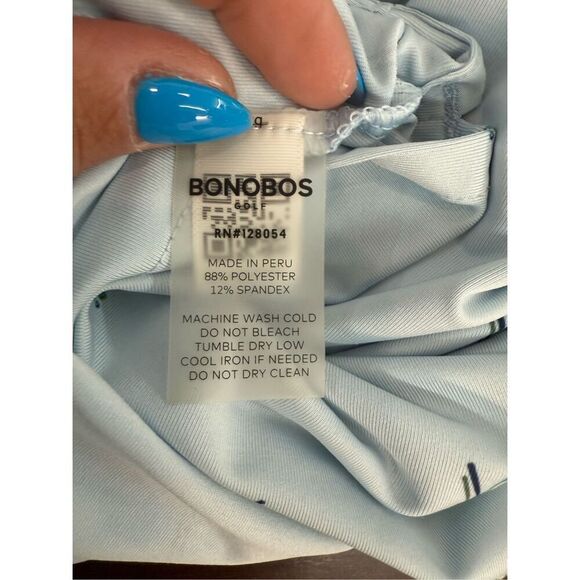 BONOBOS
GOLF
RN#128054
MADE IN PERU
88% POLYESTER
12% SPANDEX
MACHINE WASH COLD
DO NOT BLEACH
TUMBLE DRY LOW
COOL IRON IF NEEDED
DO NOT DRY CLEAN